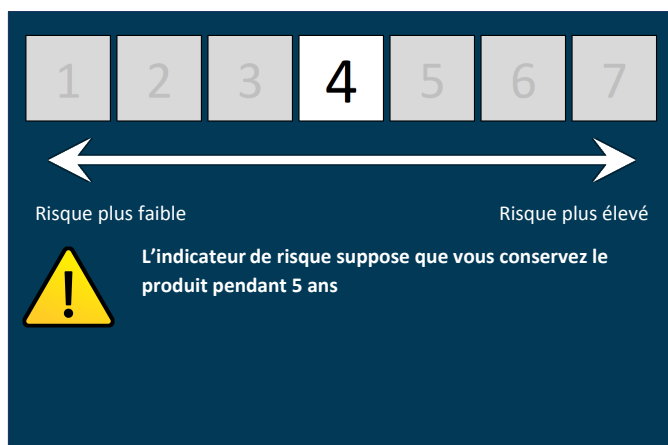 1 2 3 4 5 6 7
Risque plus faible Risque plus élevé
L’indicateur de risque suppose que vous conservez le
produit pendant 5 ans